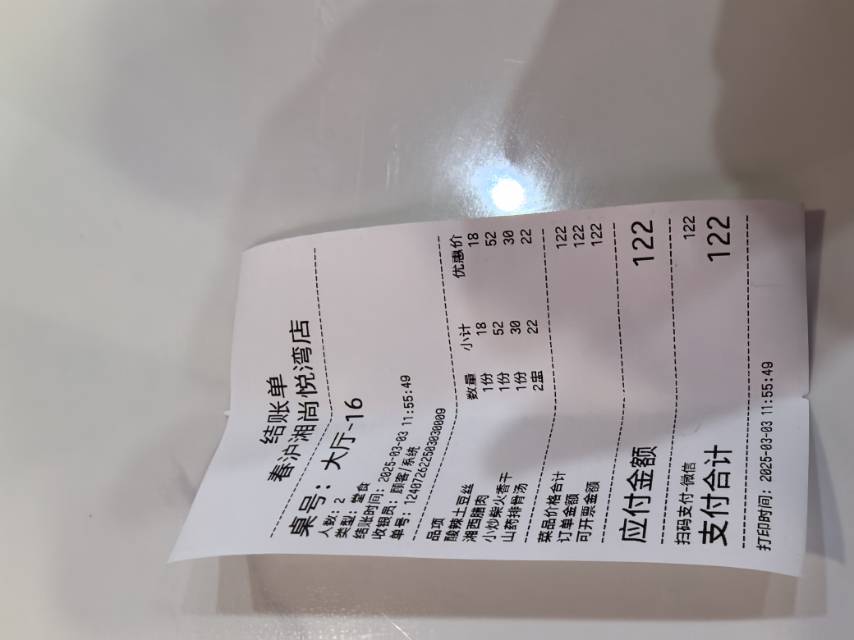 结账单
春沪湘尚悦湾店
桌号：大厅-16
人数：2
类型：堂食
结账时间：2025-03-03 11:55:49
收银员：顾客/系统
单号：12407262250303030009
品项 数量 小计 优惠价
酸辣土豆丝 1份 18 18
湘西腊肉 1份 52 52
小炒柴火香干 1份 30 30
山药排骨汤 2盅 22 22
菜品价格合计 122
订单金额 122
可开票金额 122
应付金额 122
扫码支付-微信 122
支付合计 122
打印时间：2025-03-03 11:55:49